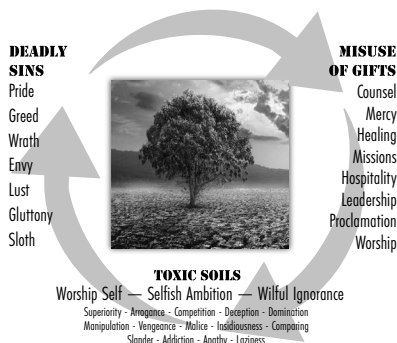 DEADLY
SINS
Pride
Greed
Wrath
Envy
Lust
Gluttony
Sloth
MISUSE
OF GIFTS
Counsel
Mercy
Healing
Missions
Hospitality
Leadership
Proclamation
Worship
TOXIC SOILS
Worship Self — Selfish Ambition — Wilful Ignorance
Superiority - Arrogance - Competition - Deception - Domination
Manipulation - Vengeance - Malice - Insidiousness - Comparing
Slander - Addiction - Apathy - Laziness